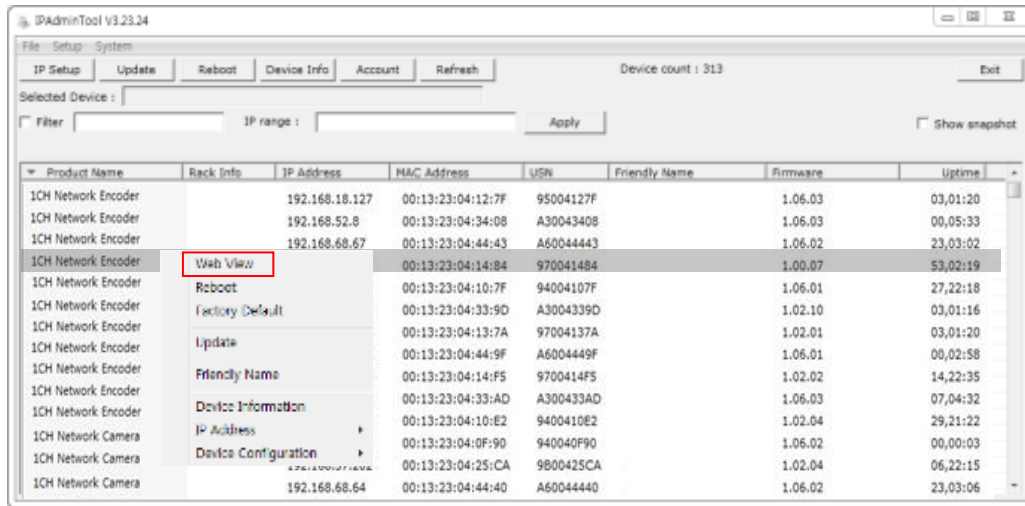 IPAdminTool V3.23.24
File Setup System
IP Setup Update Reboot Device Info Account Refresh Device count : 313 Exit
Selected Device :
Filter IP range : Apply Show snapshot
Product Name Rack Info IP Address MAC Address USN Friendly Name Firmware Uptime
1CH Network Encoder 192.168.18.127 00:13:23:04:12:7F 95004127F 1.06.03 03,01:20
1CH Network Encoder 192.168.52.8 00:13:23:04:34:08 A30043408 1.06.03 00,05:33
1CH Network Encoder 192.168.68.67 00:13:23:04:44:43 A60044443 1.06.02 23,03:02
1CH Network Encoder Web View 00:13:23:04:14:84 970041484 1.00.07 53,02:19
1CH Network Encoder Reboot 00:13:23:04:10:7F 94004107F 1.06.01 27,22:18
1CH Network Encoder Factory Default 00:13:23:04:33:9D A3004339D 1.02.10 03,01:16
1CH Network Encoder Update 00:13:23:04:13:7A 97004137A 1.02.01 03,01:20
1CH Network Encoder 00:13:23:04:44:9F A6004449F 1.06.01 00,02:58
1CH Network Encoder Friendly Name 00:13:23:04:14:F5 9700414F5 1.02.02 14,22:35
1CH Network Encoder 00:13:23:04:33:AD A300433AD 1.06.03 07,04:32
1CH Network Encoder Device Information 00:13:23:04:10:E2 9400410E2 1.02.04 29,21:22
1CH Network Camera IP Address 00:13:23:04:0F:90 940040F90 1.06.02 00,00:03
1CH Network Camera Device Configuration 00:13:23:04:25:CA 9B00425CA 1.02.04 06,22:15
1CH Network Camera 192.168.68.64 00:13:23:04:44:40 A60044440 1.06.02 23,03:06